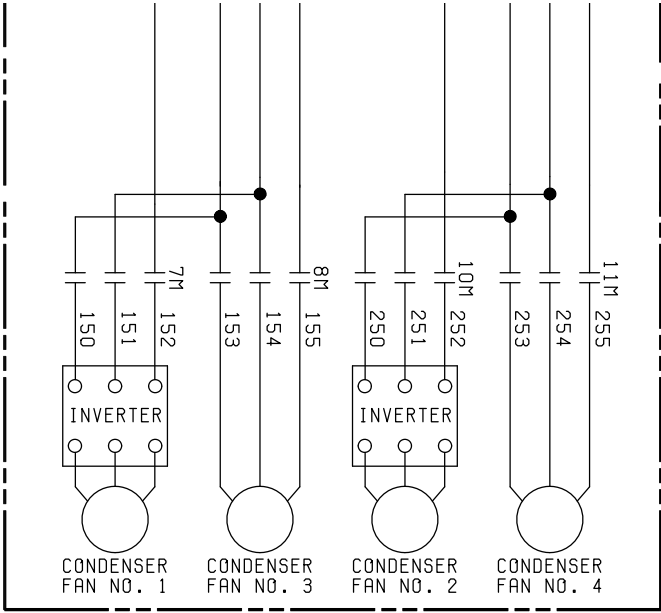 7M
8M
10M
11M
150
151
152
153
154
155
250
251
252
253
254
255
INVERTER
INVERTER
CONDENSER
FAN NO. 1
CONDENSER
FAN NO. 3
CONDENSER
FAN NO. 2
CONDENSER
FAN NO. 4